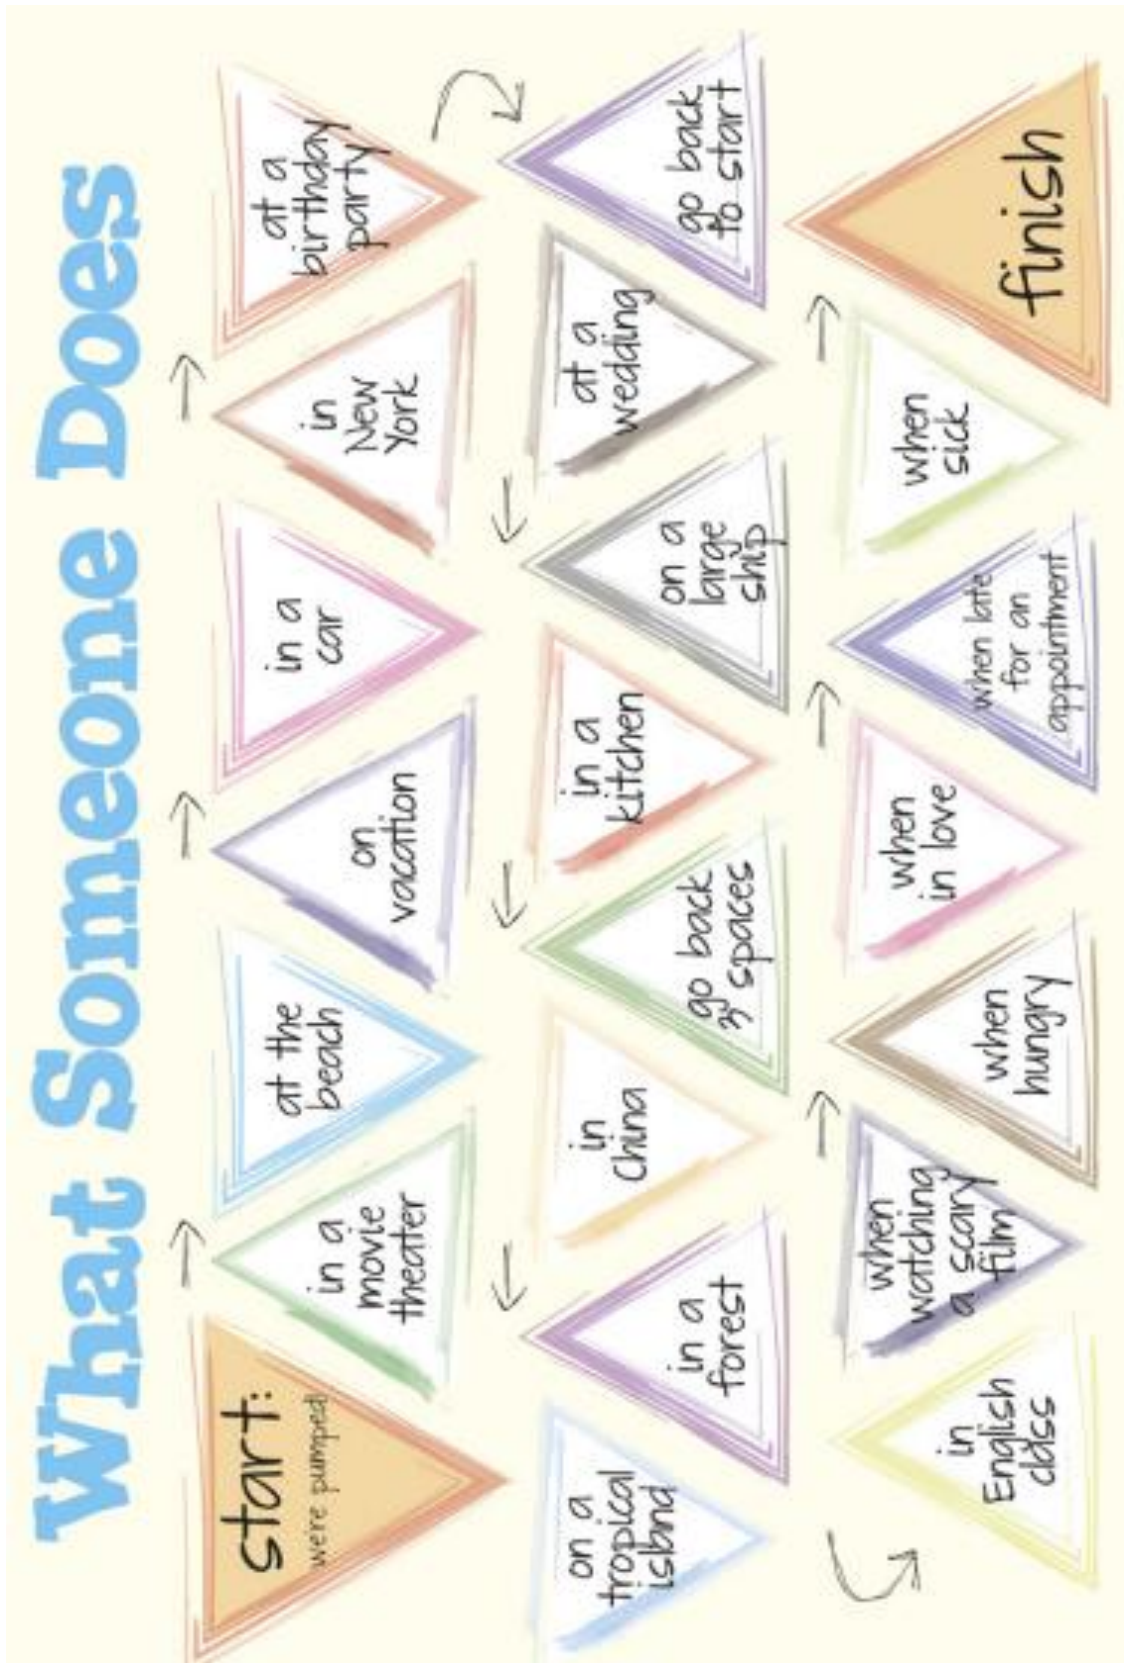 What Someone Does
start:
we're pumped!
in a
movie
theater
at the
beach
on
vacation
in a
car
in
New
York
at a
birthday
party
go back
to start
at a
wedding
on a
large
ship
in a
kitchen
go back
3 spaces
in
China
in a
forest
on a
tropical
island
in
English
class
when
watching
a scary
film
when
hungry
when
in love
when late
for an
appointment
when
sick
finish